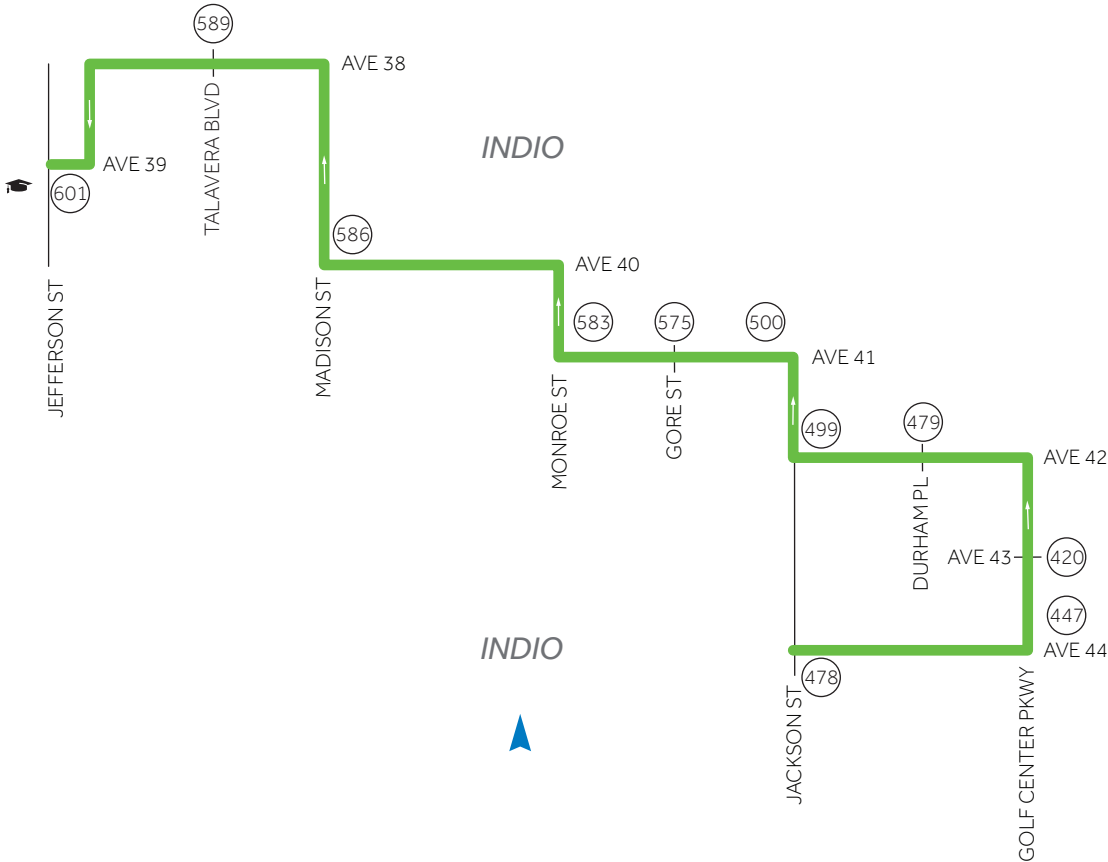 589
AVE 38
TALAVERA BLVD
INDIO
AVE 39
601
586
AVE 40
JEFFERSON ST
MADISON ST
583
575
500
AVE 41
MONROE ST
GORE ST
499
479
AVE 42
DURHAM PL
AVE 43
420
447
INDIO
AVE 44
478
JACKSON ST
GOLF CENTER PKWY